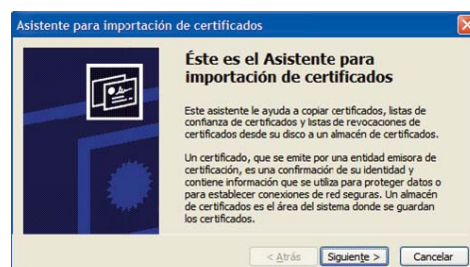 Asistente para importación de certificados
Éste es el Asistente para
importación de certificados
Este asistente le ayuda a copiar certificados, listas de
confianza de certificados y listas de revocaciones de
certificados desde su disco a un almacén de certificados.
Un certificado, que se emite por una entidad emisora de
certificación, es una confirmación de su identidad y
contiene información que se utiliza para proteger datos o
para establecer conexiones de red seguras. Un almacén
de certificados es el área del sistema donde se guardan
los certificados.
< Atrás Siguiente > Cancelar